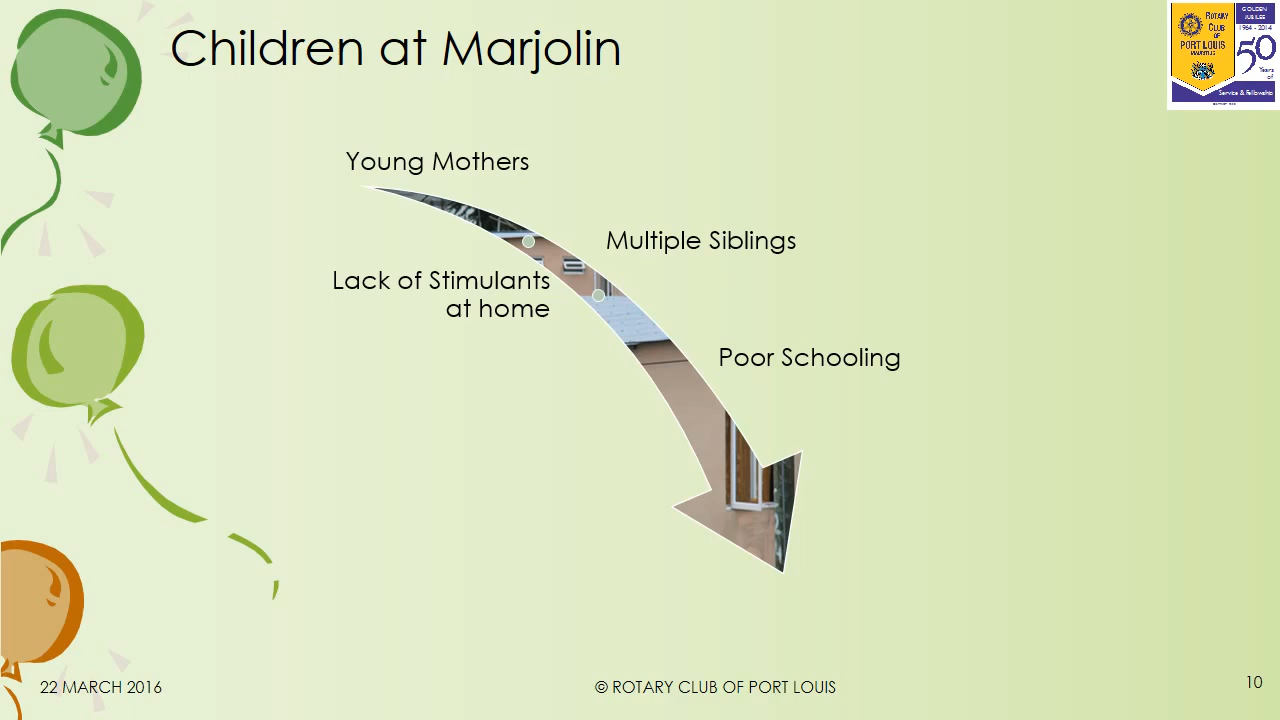 Children at Marjolin
ROTARY
CLUB
OF
PORT LOUIS
MAURITIUS
GOLDEN
JUBILEE
1964 - 2014
50
Years
of
Service & Fellowship
Young Mothers
Multiple Siblings
Lack of Stimulants
at home
Poor Schooling
22 MARCH 2016
© ROTARY CLUB OF PORT LOUIS
10